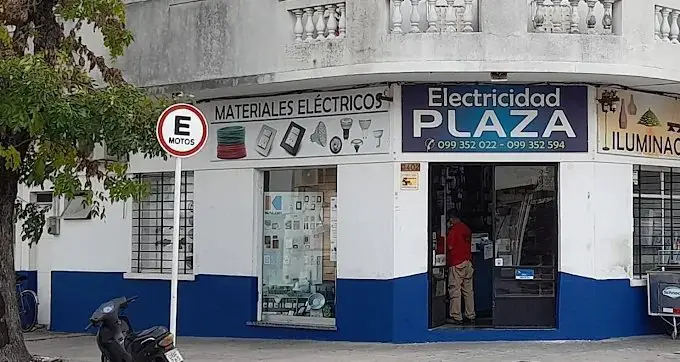 E
MOTOS
MATERIALES ELÉCTRICOS
Electricidad
PLAZA
099 352 022 - 099 352 594
ILUMINAC